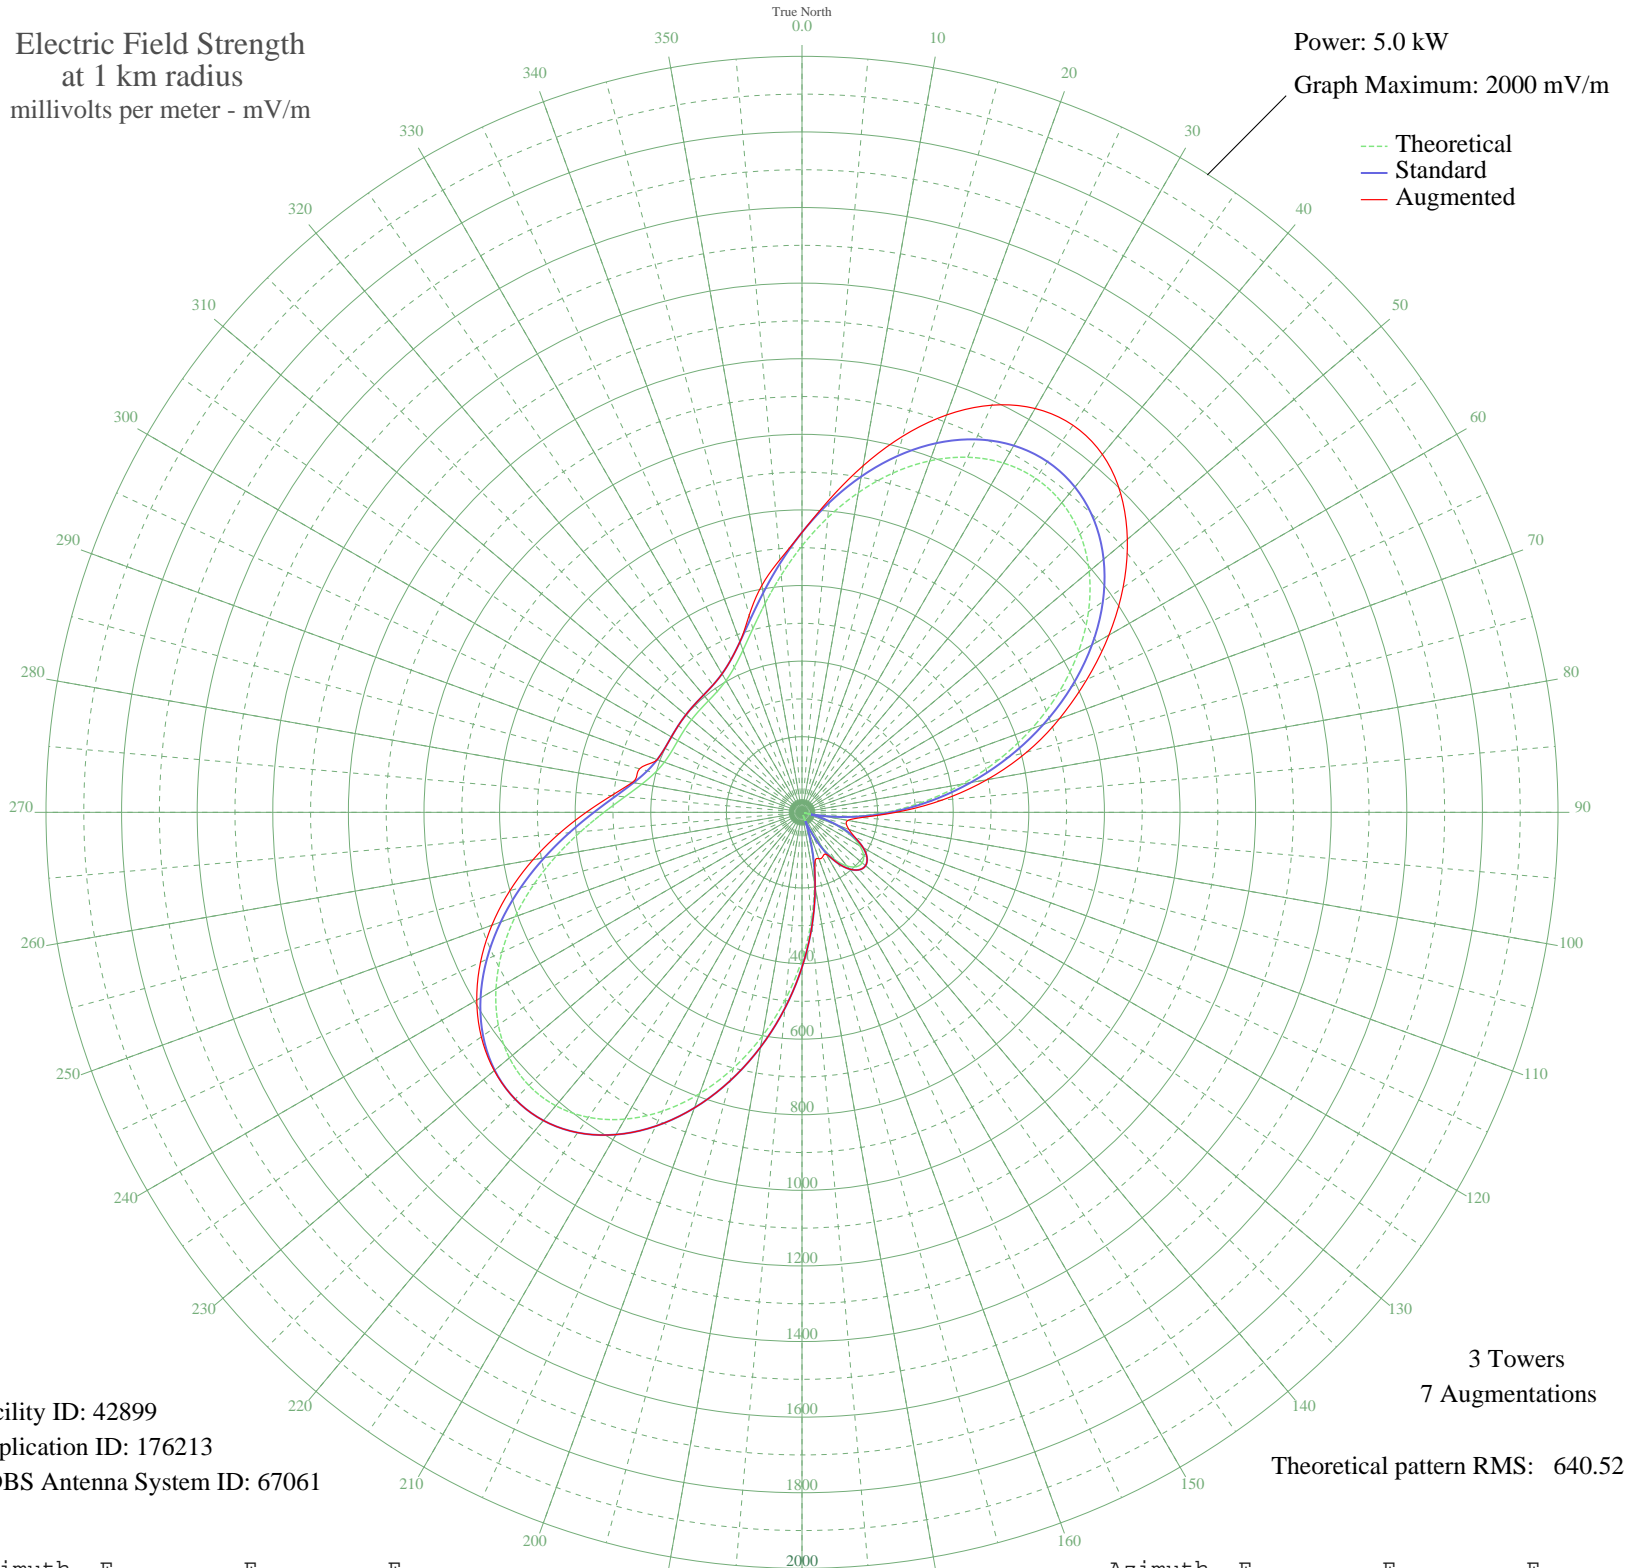 True North
0.0
Electric Field Strength
at 1 km radius
millivolts per meter - mV/m
Power: 5.0 kW
Graph Maximum: 2000 mV/m
Theoretical
Standard
Augmented
10
20
30
40
50
60
70
80
90
100
110
120
130
140
150
160
200
210
220
230
240
250
260
270
280
290
300
310
320
330
340
350
400
600
800
1000
1200
1400
1600
1800
2000
3 Towers
7 Augmentations
Theoretical pattern RMS: 640.52
cility ID: 42899
plication ID: 176213
DBS Antenna System ID: 67061
imuth E E E Azimuth E E E